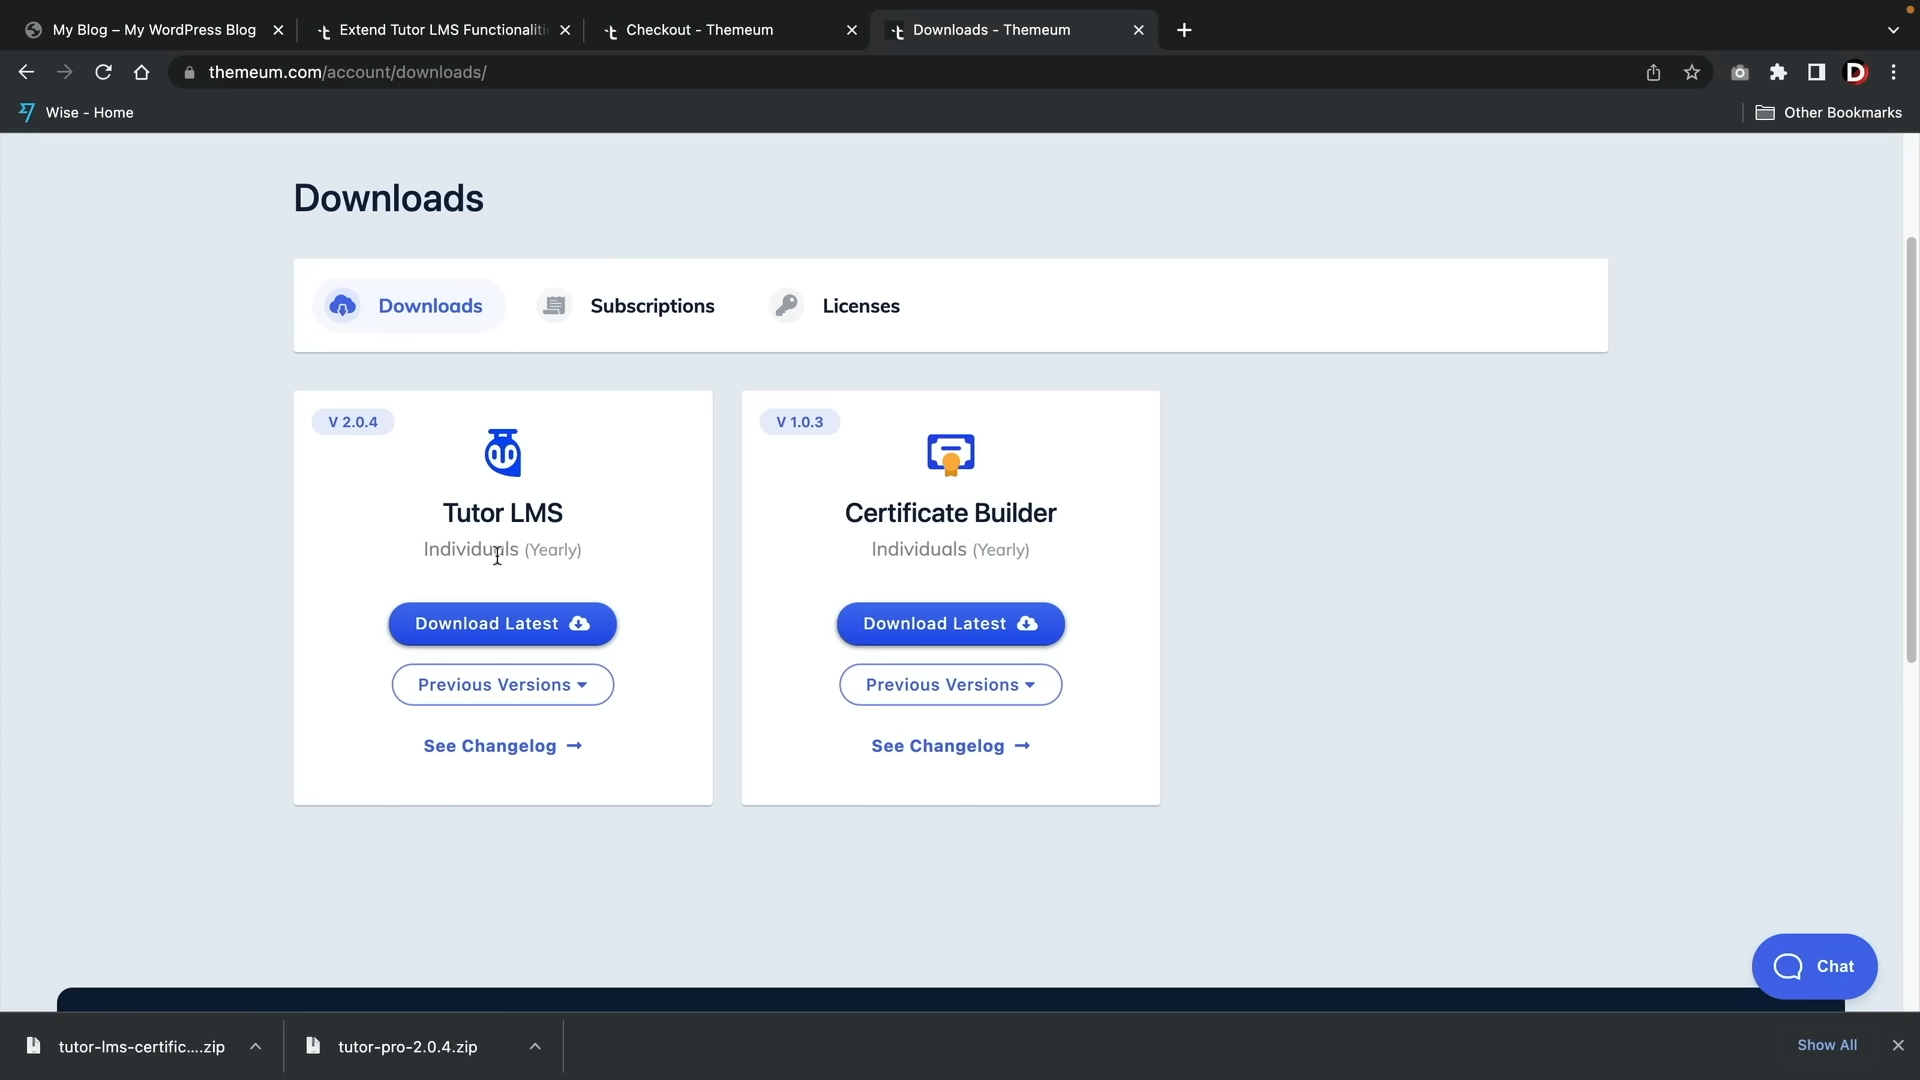 My Blog – My WordPress Blog
Extend Tutor LMS Functionaliti
Checkout - Themeum
Downloads - Themeum
themeum.com/account/downloads/
Wise - Home
Other Bookmarks
Downloads
Downloads
Subscriptions
Licenses
V 2.0.4
Tutor LMS
Individuals (Yearly)
Download Latest
Previous Versions
See Changelog →
V 1.0.3
Certificate Builder
Individuals (Yearly)
Download Latest
Previous Versions
See Changelog →
Chat
tutor-lms-certific....zip
tutor-pro-2.0.4.zip
Show All